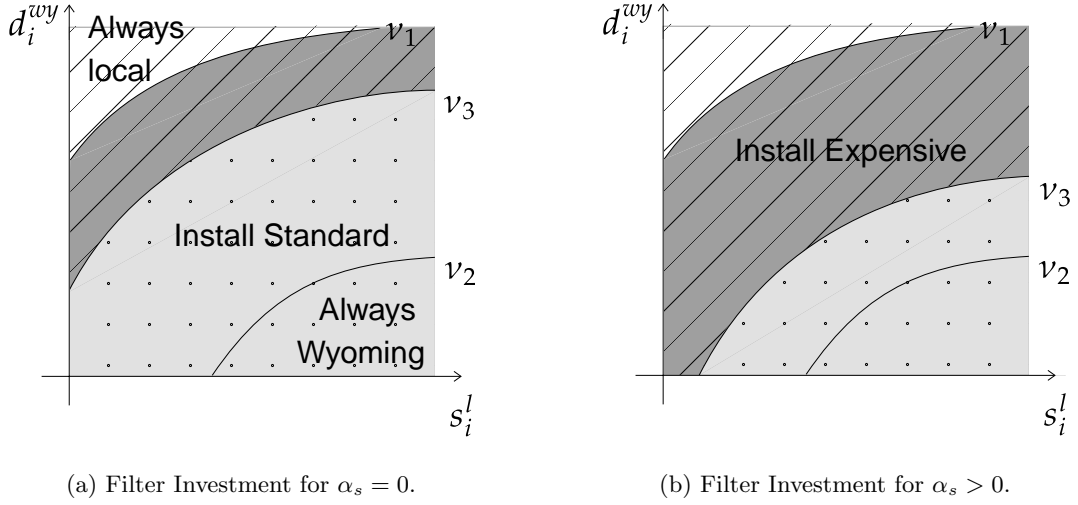 d_i^{wy}
Always
local
ν_1
ν_3
Install Standard
ν_2
Always
Wyoming
s_i^l
(a) Filter Investment for α_s = 0.
d_i^{wy}
ν_1
Install Expensive
ν_3
ν_2
s_i^l
(b) Filter Investment for α_s > 0.